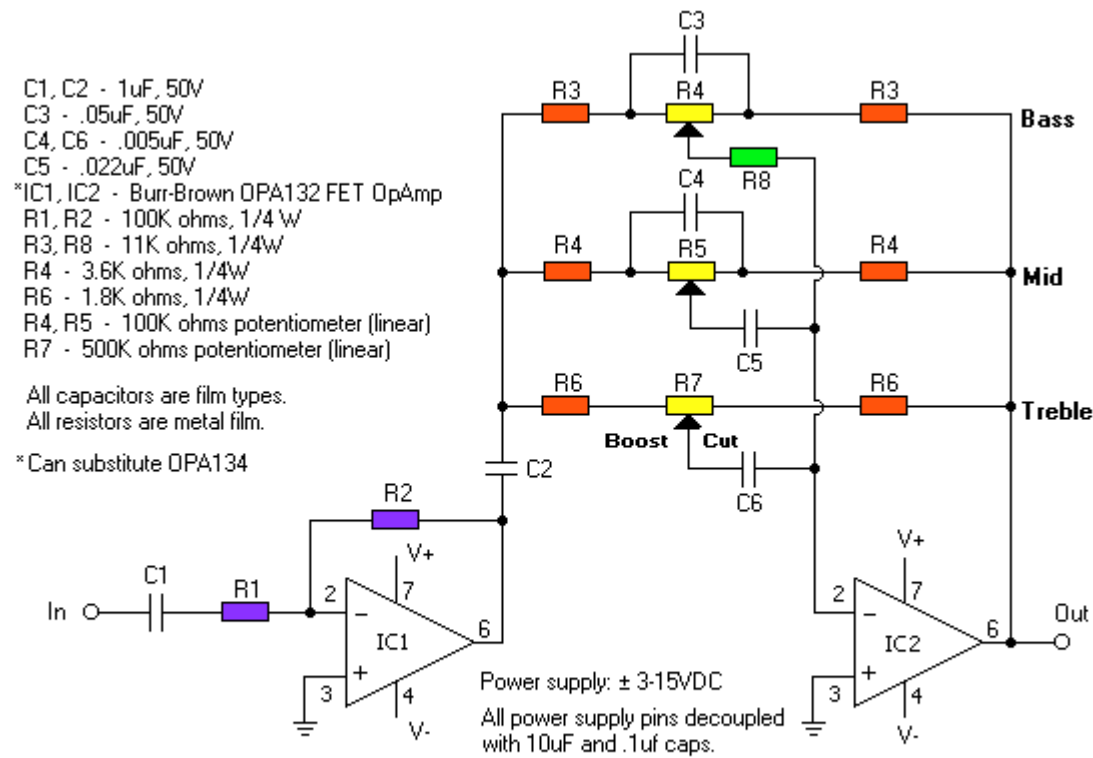 C1, C2 - 1uF, 50V
C3 - .05uF, 50V
C4, C6 - .005uF, 50V
C5 - .022uF, 50V
*IC1, IC2 - Burr-Brown OPA132 FET OpAmp
R1, R2 - 100K ohms, 1/4 W
R3, R8 - 11K ohms, 1/4W
R4 - 3.6K ohms, 1/4W
R6 - 1.8K ohms, 1/4W
R4, R5 - 100K ohms potentiometer (linear)
R7 - 500K ohms potentiometer (linear)
All capacitors are film types.
All resistors are metal film.
*Can substitute OPA134
C3
R3
R4
R3
Bass
R8
C4
R4
R5
R4
Mid
C5
R6
R7
R6
Treble
Boost
Cut
C6
C2
R2
V+
7
C1
R1
2
In
−
IC1
6
+
3
4
V-
V+
7
2
−
IC2
6
Out
+
3
4
V-
Power supply: ± 3-15VDC
All power supply pins decoupled
with 10uF and .1uf caps.